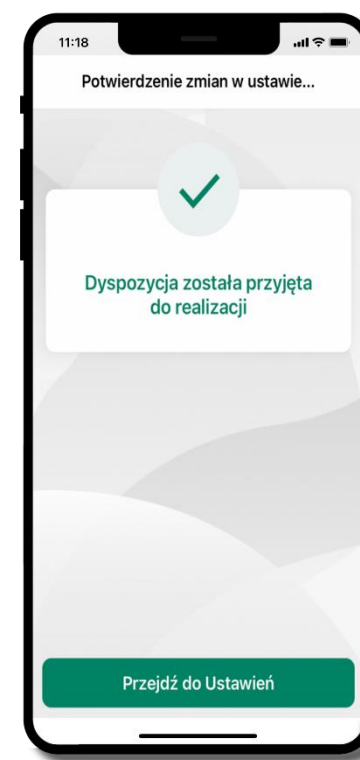 11:18
Potwierdzenie zmian w ustawie...
Dyspozycja została przyjęta
do realizacji
Przejdź do Ustawień